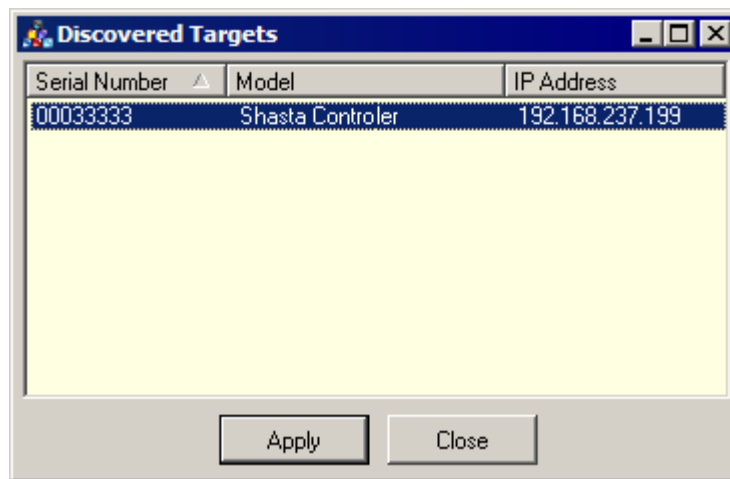 Discovered Targets
Serial Number Model IP Address
00033333 Shasta Controler 192.168.237.199
Apply Close